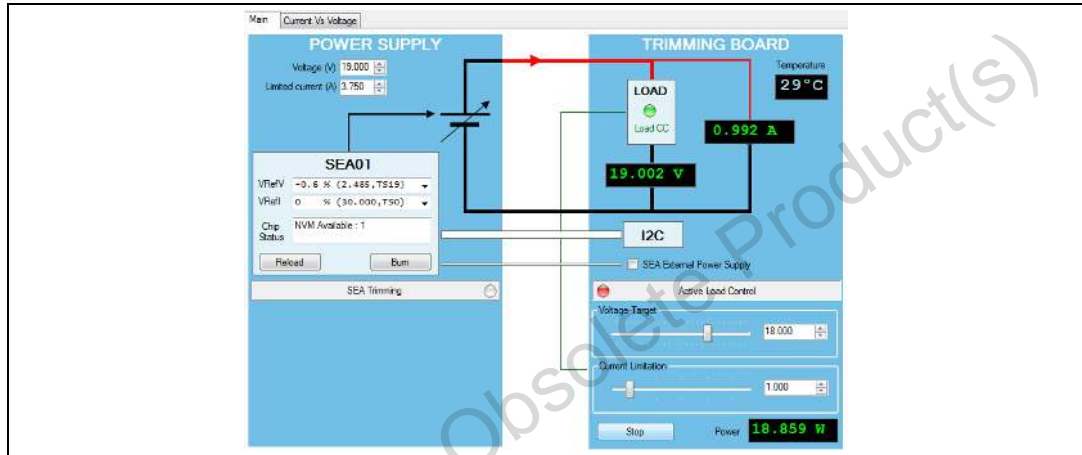 Main Current Vs Voltage
POWER SUPPLY
Voltage (V) 19.000
Limited current (A) 3.750
SEA01
VRefV -0.6 % (2.485,TS19)
VRefI 0 % (30.000,TS0)
Chip Status NVM Available : 1
Reload Burn
SEA Trimming
TRIMMING BOARD
Temperature
29°C
LOAD
Load CC
0.992 A
19.002 V
I2C
SEA External Power Supply
Active Load Control
Voltage Target
18.000
Current Limitation
1.000
Stop Power 18.859 W
Obsolete Product(s)